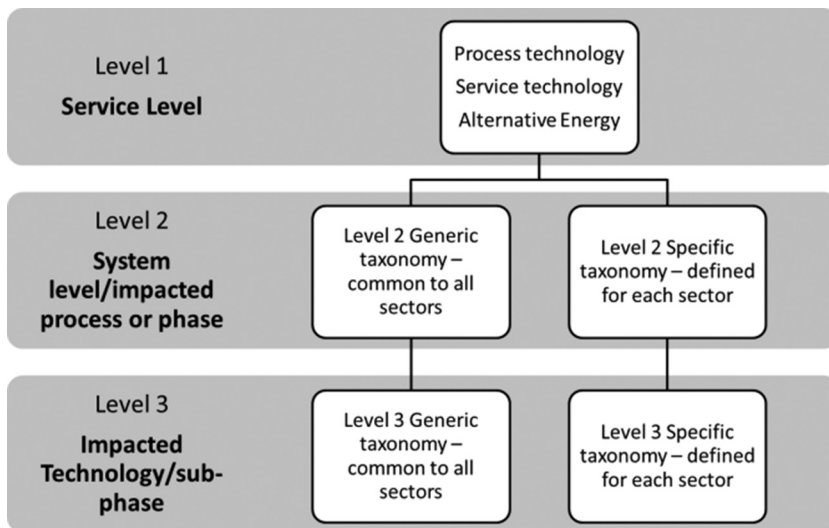 Level 1
Service Level
Process technology
Service technology
Alternative Energy
Level 2
System
level/impacted
process or phase
Level 2 Generic
taxonomy –
common to all
sectors
Level 2 Specific
taxonomy – defined
for each sector
Level 3
Impacted
Technology/sub-
phase
Level 3 Generic
taxonomy –
common to all
sectors
Level 3 Specific
taxonomy – defined
for each sector